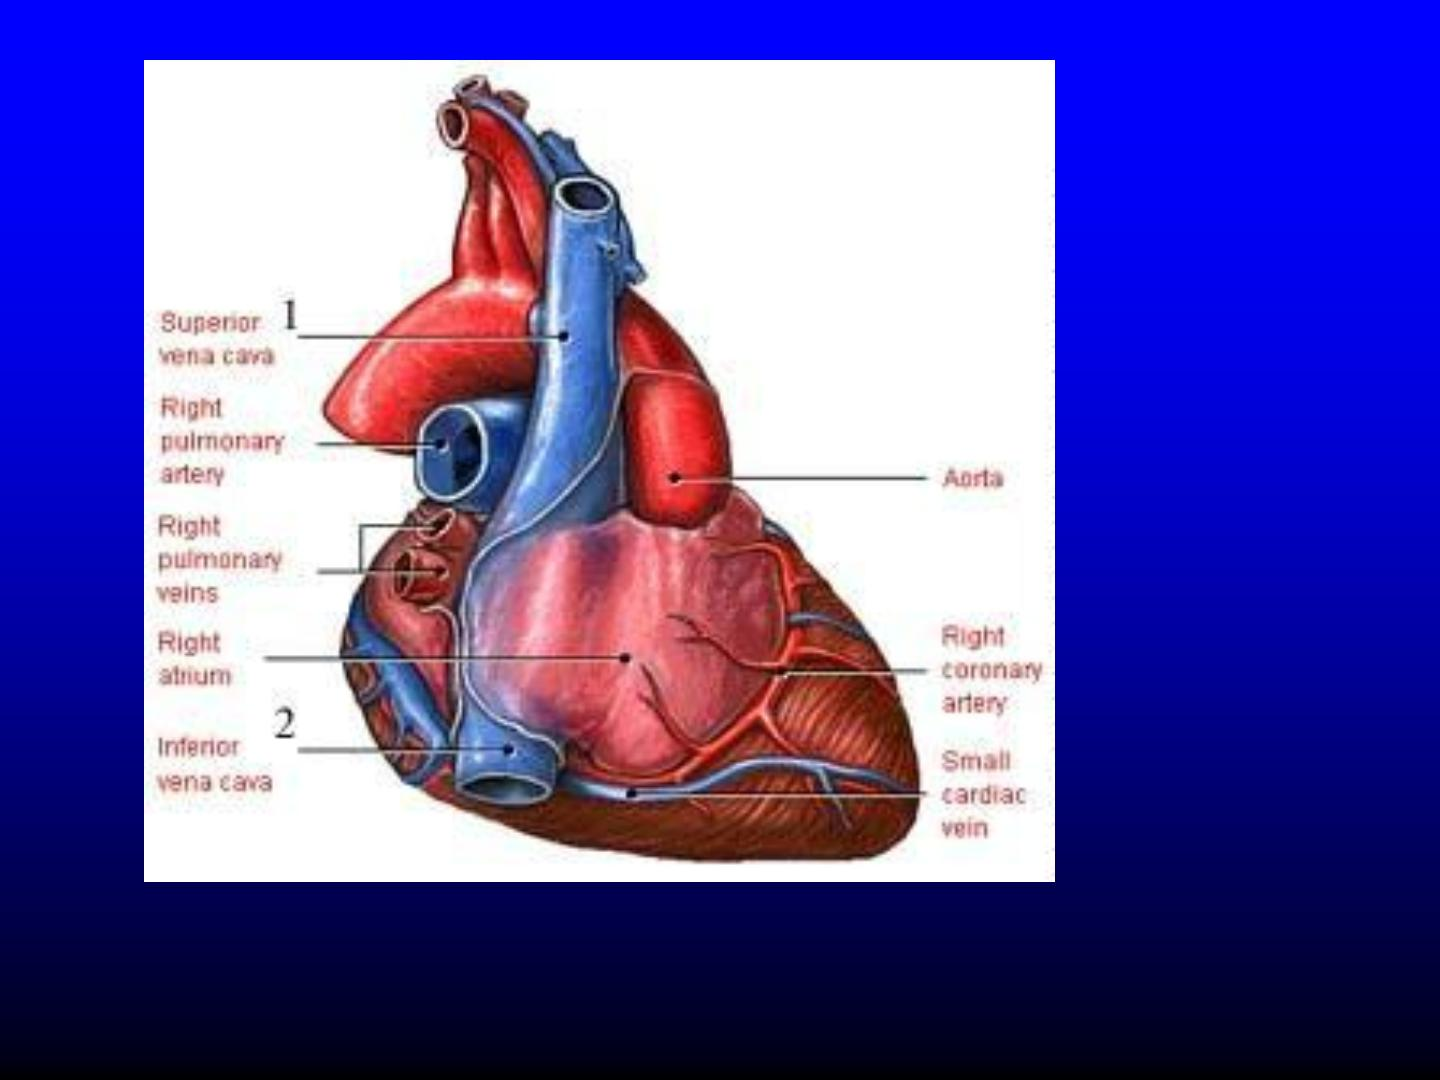 1
Superior
vena cava
Right
pulmonary
artery
Right
pulmonary
veins
Right
atrium
2
Inferior
vena cava
Aorta
Right
coronary
artery
Small
cardiac
vein